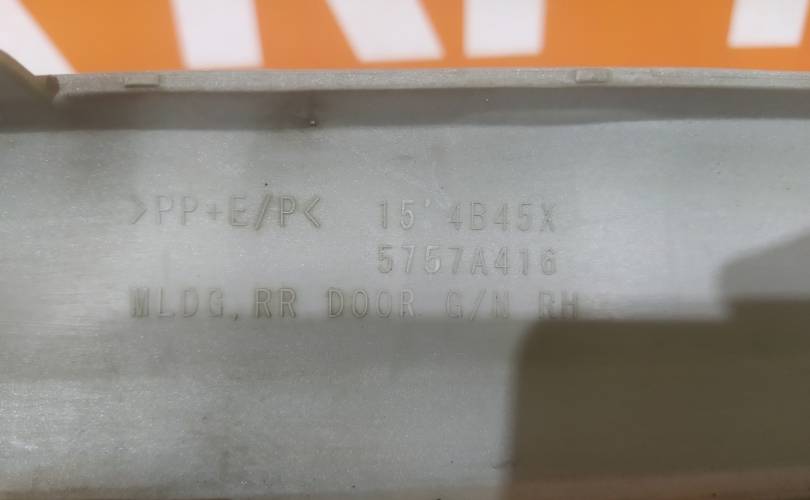 >PP+E/P< 15'4B45X
5757A416
MLDG,RR DOOR G/N RH